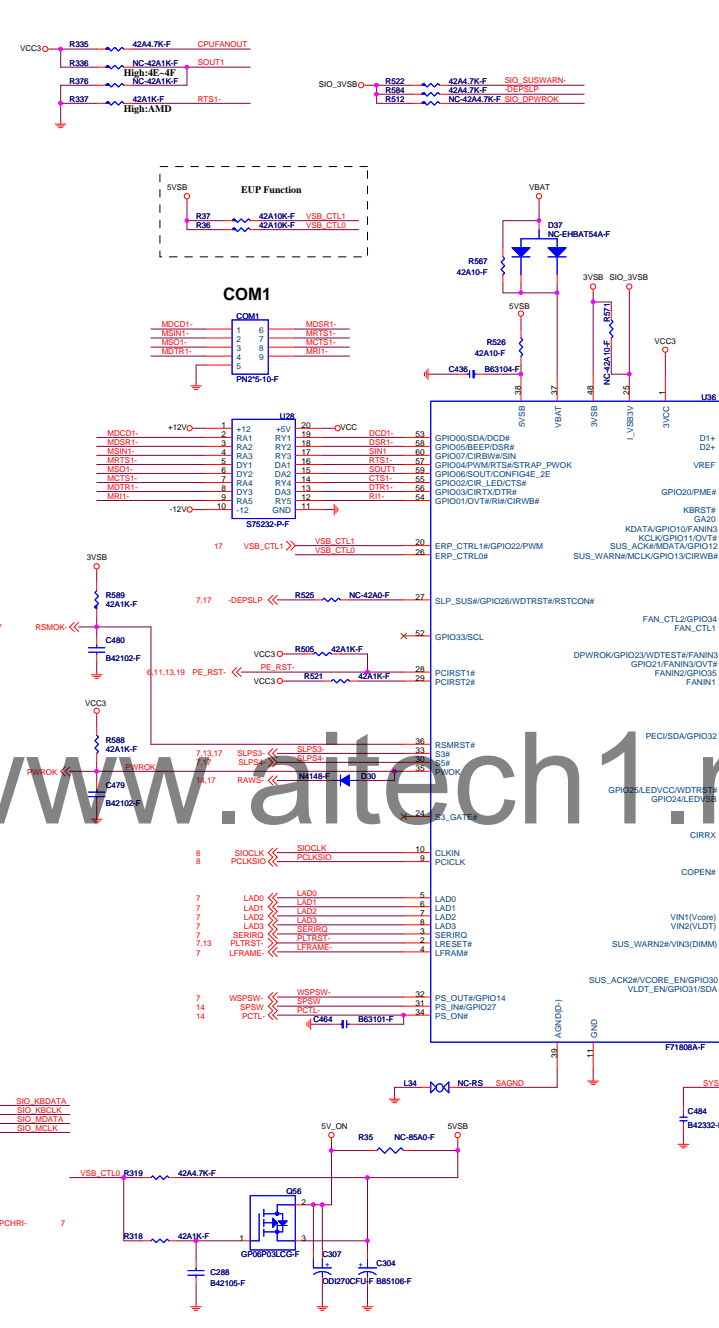 VCC3 R335 42A4.7K-F CPUFANOUT
R336 NC-42A1K-F SOUT1
High:4E~4F
R376 NC-42A1K-F
R337 42A1K-F RTS1-
High:AMD
SIO_3VSB R522 42A4.7K-F SIO_SUSWARN-
R584 42A4.7K-F -DEPSLP
R512 NC-42A4.7K-F SIO_DPWROK
5VSB EUP Function
R37 42A10K-F VSB_CTL1
R36 42A10K-F VSB_CTL0
VBAT
D37
NC-EHBAT54A-F
R567
42A10-F
5VSB
3VSB SIO_3VSB
R571
NC-42A10-F
R526
42A10-F
C436 B63104-F
VCC3
COM1
COM1
MDCD1- 1 6 MDSR1-
MSIN1- 2 7 MRTS1-
MSO1- 3 8 MCTS1-
MDTR1- 4 9 MRI1-
5
PN2*5-10-F
U28
+12V 1 +12 +5V 20 VCC
MDCD1- 2 RA1 RY1 19 DCD1-
MDSR1- 3 RA2 RY2 18 DSR1-
MSIN1- 4 RA3 RY3 17 SIN1
MRTS1- 5 DY1 DA1 16 RTS1-
MSO1- 6 DY2 DA2 15 SOUT1
MCTS1- 7 RA4 RY4 14 CTS1-
MDTR1- 8 DY3 DA3 13 DTR1-
MRI1- 9 RA5 RY5 12 RI1-
-12V 10 -12 GND 11
S75232-P-F
38 37 48 25 1 U36
5VSB VBAT 3VSB I_VSB3V 3VCC
53 GPIO00/SDA/DCD#
58 GPIO05/BEEP/DSR#
60 GPIO07/CIRBW#/SIN
57 GPIO04/PWM/RTS#/STRAP_PWOK
59 GPIO06/SOUT/CONFIG4E_2E
55 GPIO02/CIR_LED/CTS#
56 GPIO03/CIRTX/DTR#
54 GPIO01/OVT#/RI#/CIRWB#
D1+
D2+
VREF
GPIO20/PME#
KBRST#
GA20
KDATA/GPIO10/FANIN3
KCLK/GPIO11/OVT#
SUS_ACK#/MDATA/GPIO12
SUS_WARN#/MCLK/GPIO13/CIRWB#
17 VSB_CTL1 VSB_CTL1 20 ERP_CTRL1#/GPIO22/PWM
VSB_CTL0 26 ERP_CTRL0#
3VSB
R589
42A1K-F
7,17 -DEPSLP R525 NC-42A0-F 27 SLP_SUS#/GPIO26/WDTRST#/RSTCON#
FAN_CTL2/GPIO34
FAN_CTL1
7 RSMOK-
52 GPIO33/SCL
C480
B42102-F
VCC3 R505 42A1K-F
6,11,13,19 PE_RST- PE_RST- 28 PCIRST1#
VCC3 R521 42A1K-F 29 PCIRST2#
DPWROK/GPIO23/WDTEST#/FANIN3
GPIO21/FANIN3/OVT#
FANIN2/GPIO35
FANIN1
VCC3
R588
42A1K-F
36 RSMRST#
7,13,17 SLPS3- SLPS3- 33 S3#
7,17 SLPS4- SLPS4- 30 S5#
PWROK PWROK 35 PWOK
14,17 RAWS- N4148-F D30
PECI/SDA/GPIO32
C479
B42102-F
www.aitech1.r
24 S3_GATE#
GPIO25/LEDVCC/WDTRST#
GPIO24/LEDVSB
CIRRX
8 SIOCLK SIOCLK 10 CLKIN
8 PCLKSIO PCLKSIO 9 PCICLK
COPEN#
7 LAD0 LAD0 5 LAD0
7 LAD1 LAD1 6 LAD1
7 LAD2 LAD2 7 LAD2
7 LAD3 LAD3 8 LAD3
7 SERIRQ SERIRQ 3 SERIRQ
7,13 PLTRST- PLTRST- 2 LRESET#
7 LFRAME- LFRAME- 4 LFRAM#
VIN1(Vcore)
VIN2(VLDT)
SUS_WARN2#/VIN3(DIMM)
7 WSPSW- WSPSW- 32 PS_OUT#/GPIO14
14 SPSW SPSW 31 PS_IN#/GPIO27
14 PCTL- PCTL- 34 PS_ON#
C464 B63101-F
SUS_ACK2#/VCORE_EN/GPIO30
VLDT_EN/GPIO31/SDA
AGND(D-) GND
39 11 F71808A-F
L34 NC-RS SAGND
SYS
C484
B42332-
SIO_KBDATA
SIO_KBCLK
SIO_MDATA
SIO_MCLK
5V_ON 5VSB
R35 NC-85A0-F
VSB_CTL0 R319 42A4.7K-F
Q56
2
PCHRI- 7
R318 42A1K-F 1 3
GP06P03LCG-F
C288
B42105-F
C307
ODI270CFU-F
C304
B85106-F